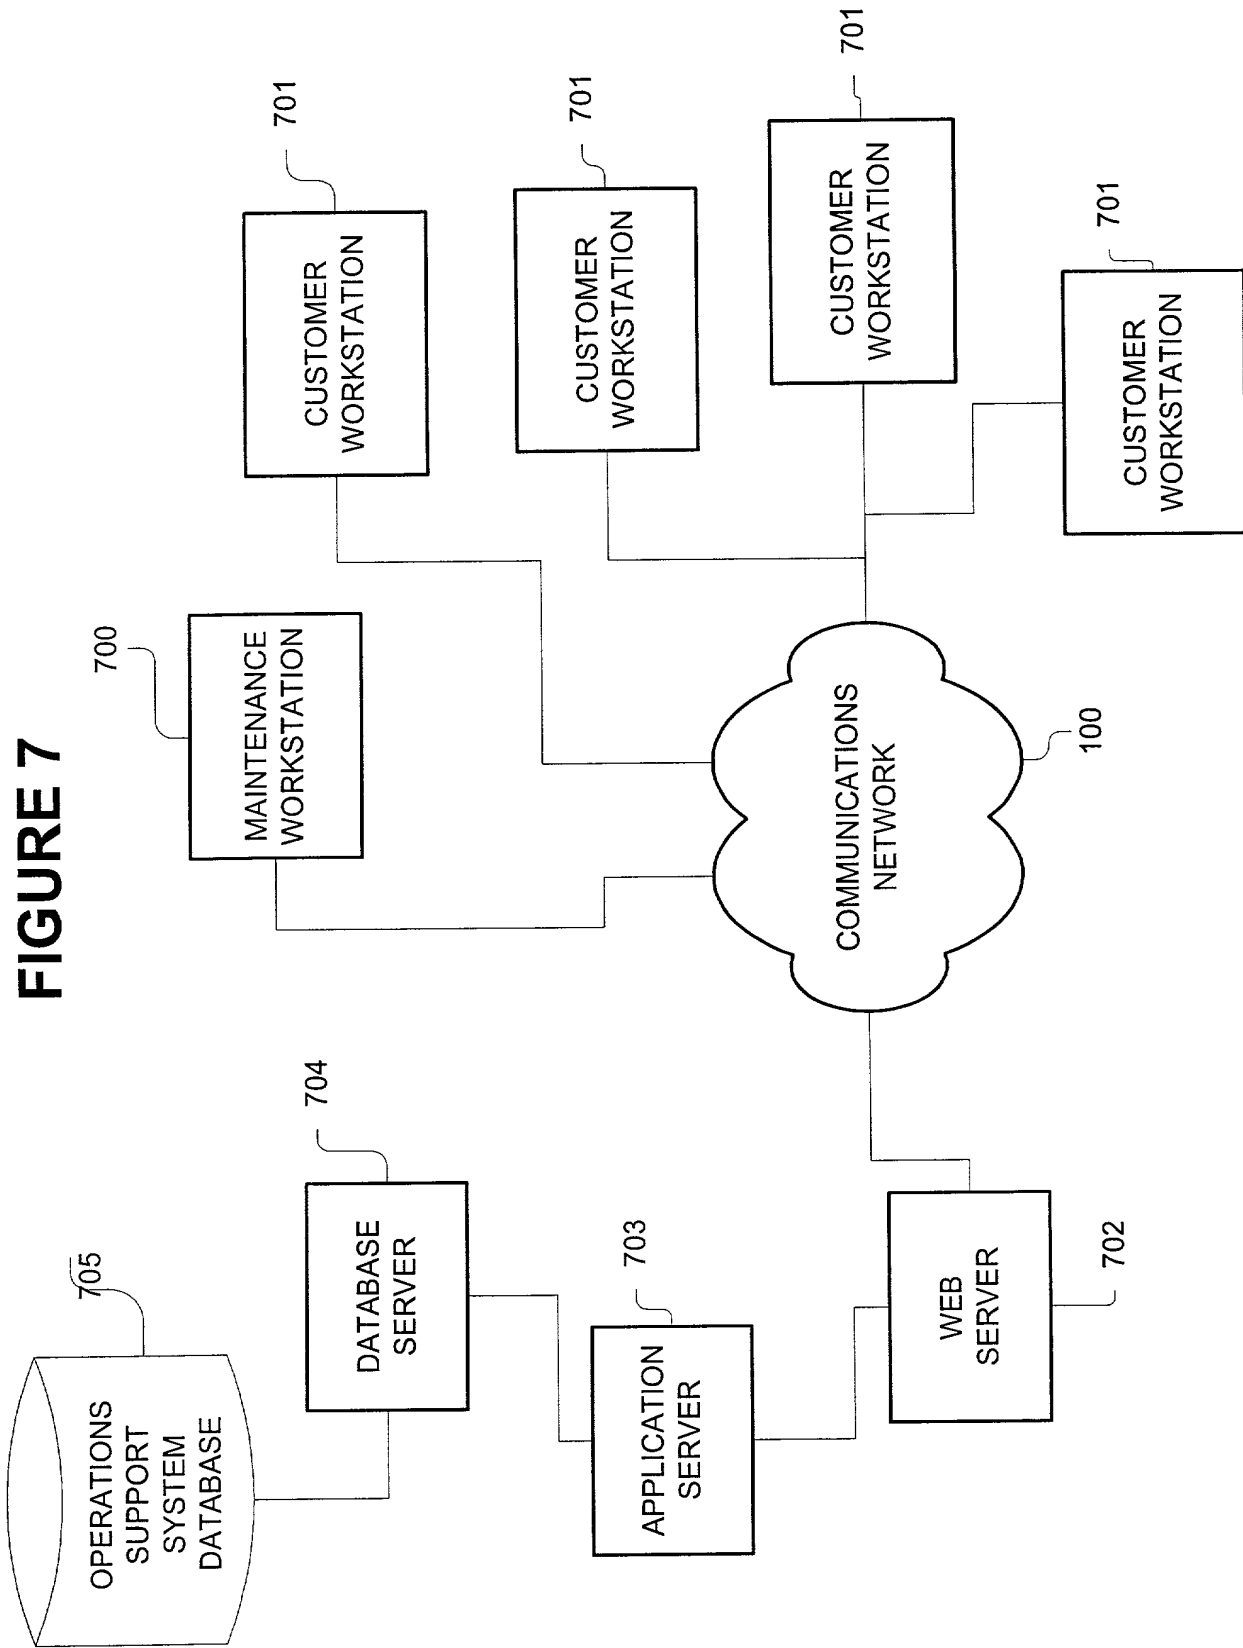 FIGURE 7
705
OPERATIONS
SUPPORT
SYSTEM
DATABASE
704
DATABASE
SERVER
703
APPLICATION
SERVER
WEB
SERVER
702
700
MAINTENANCE
WORKSTATION
COMMUNICATIONS
NETWORK
100
701
CUSTOMER
WORKSTATION
701
CUSTOMER
WORKSTATION
701
CUSTOMER
WORKSTATION
701
CUSTOMER
WORKSTATION